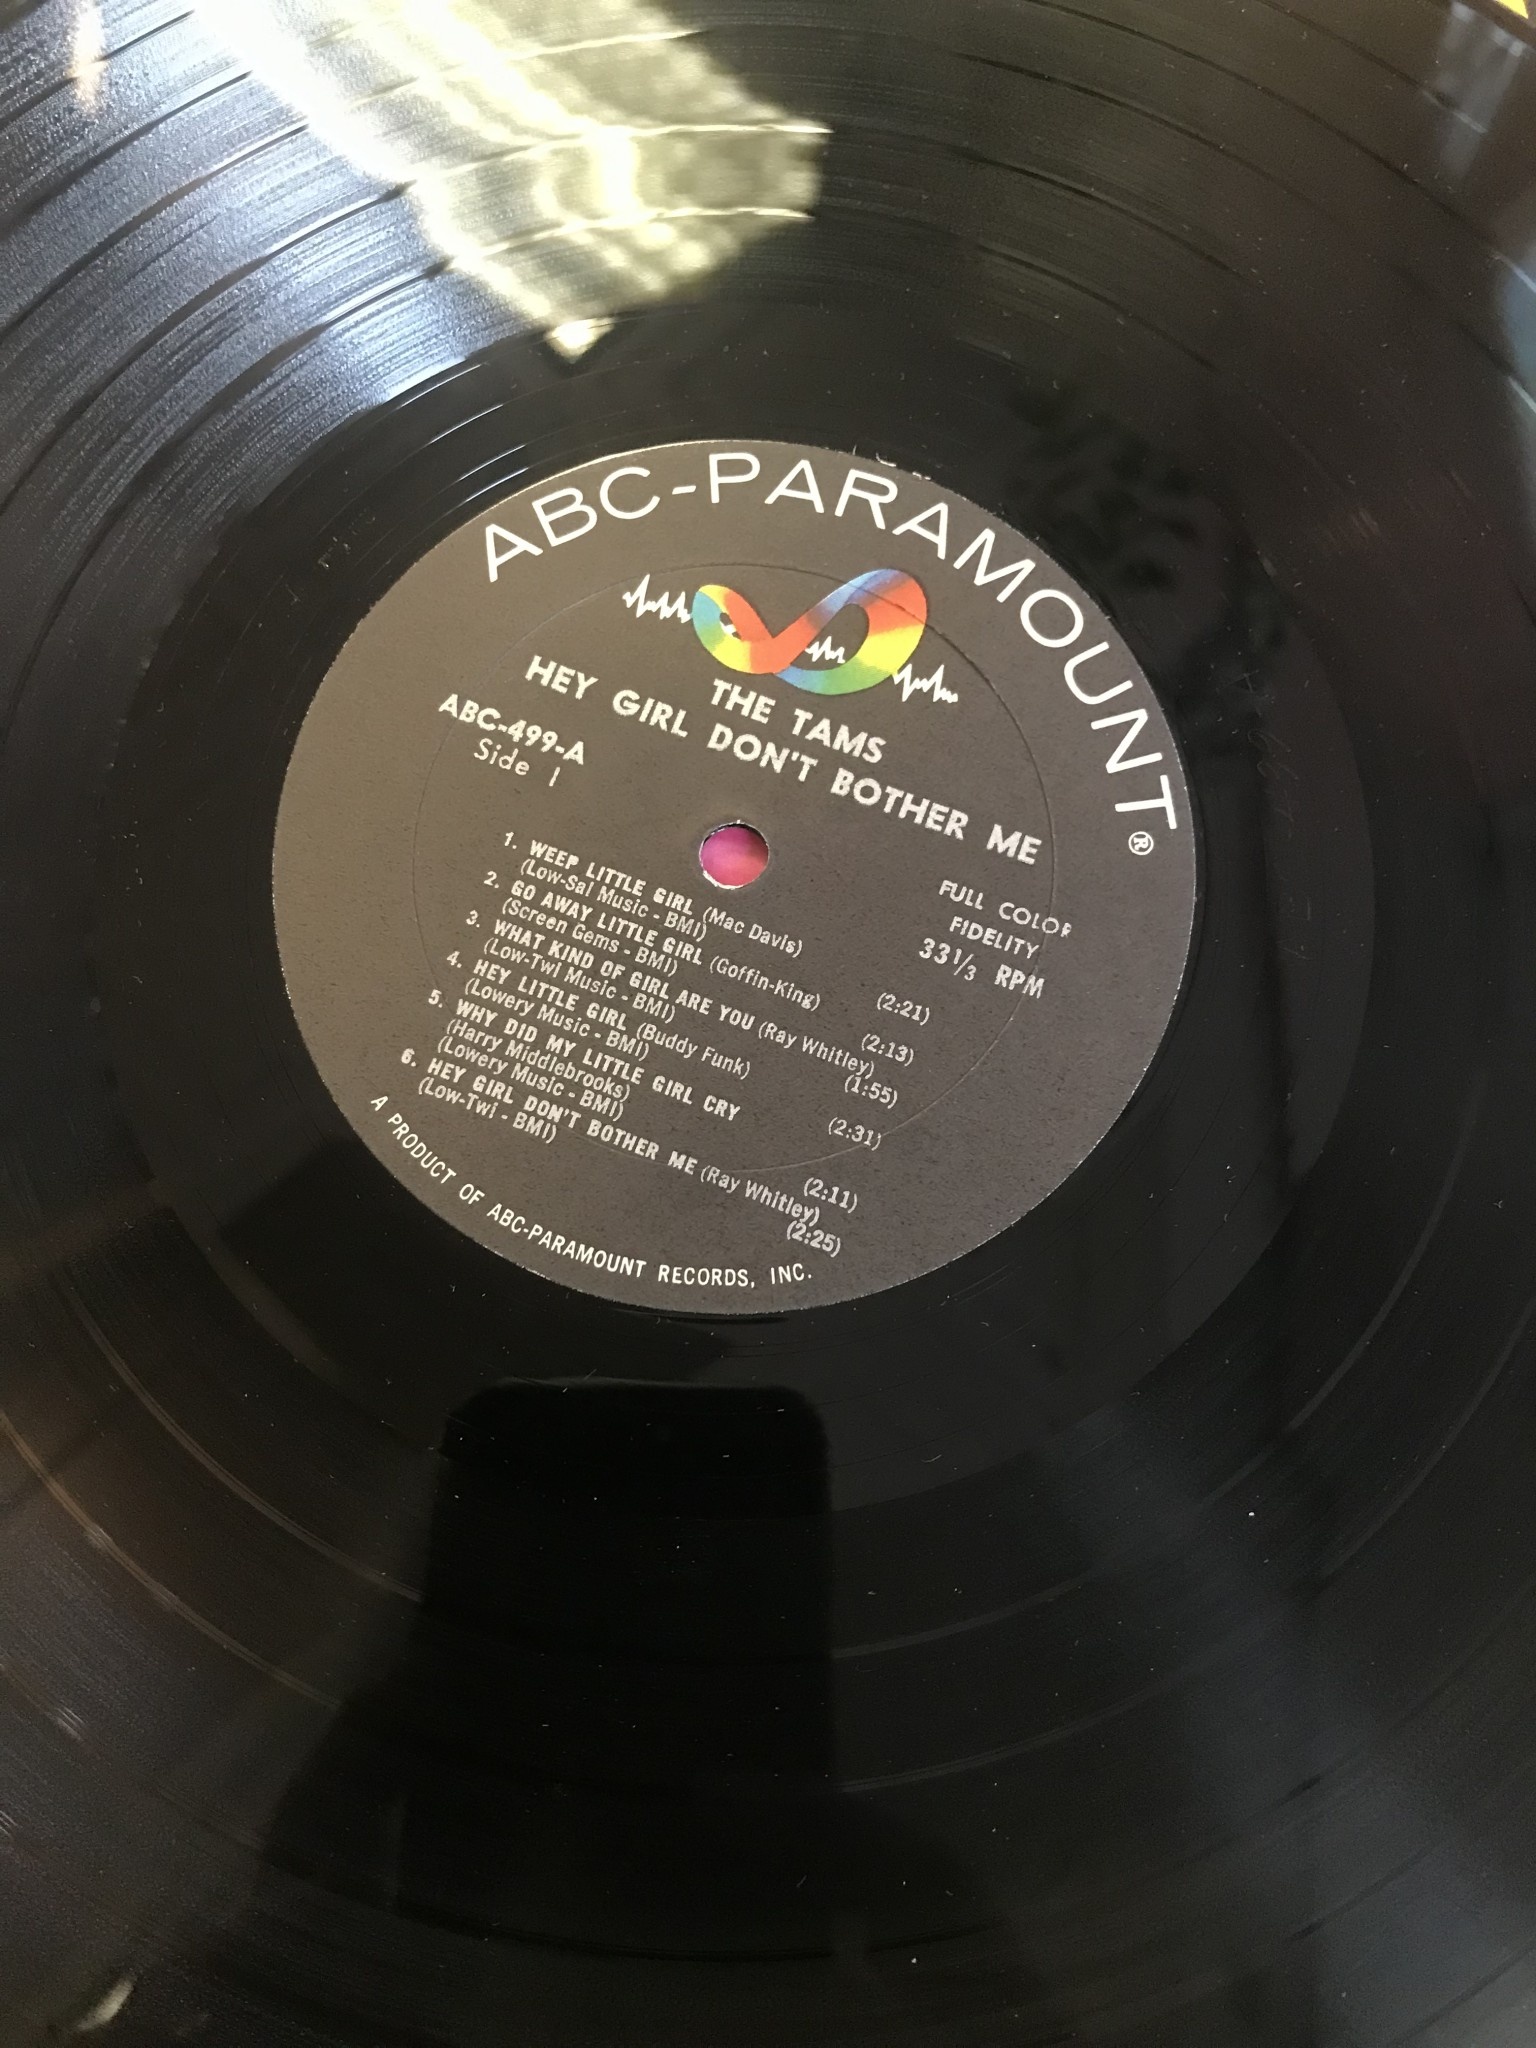 ABC-PARAMOUNT®
THE TAMS
HEY GIRL DON'T BOTHER ME
ABC-499-A
Side 1
FULL COLOR
FIDELITY
33⅓ RPM
1. WEEP LITTLE GIRL (Mac Davis)
(Low-Sal Music - BMI) (2:21)
2. GO AWAY LITTLE GIRL (Goffin-King)
(Screen Gems - BMI) (2:13)
3. WHAT KIND OF GIRL ARE YOU (Ray Whitley)
(Low-Twi Music - BMI) (1:55)
4. HEY LITTLE GIRL (Buddy Funk)
(Lowery Music - BMI) (2:31)
5. WHY DID MY LITTLE GIRL CRY
(Harry Middlebrooks)
(Lowery Music - BMI) (2:11)
6. HEY GIRL DON'T BOTHER ME (Ray Whitley)
(Low-Twi - BMI) (2:25)
A PRODUCT OF ABC-PARAMOUNT RECORDS, INC.